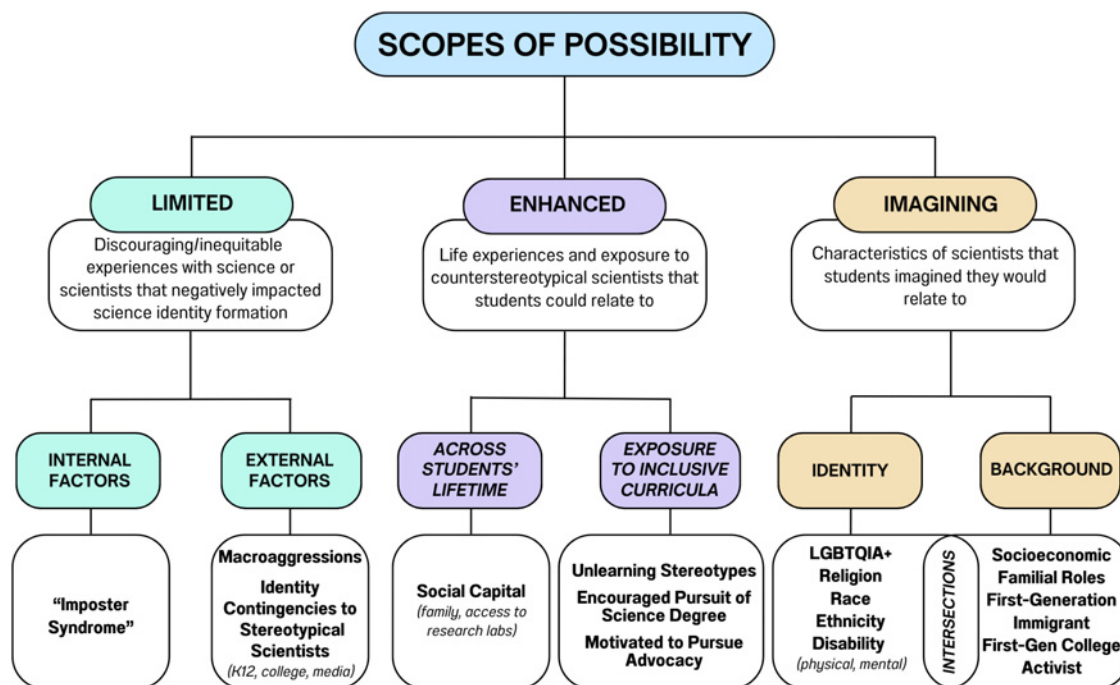 SCOPES OF POSSIBILITY
LIMITED
Discouraging/inequitable
experiences with science or
scientists that negatively impacted
science identity formation
ENHANCED
Life experiences and exposure to
counterstereotypical scientists that
students could relate to
IMAGINING
Characteristics of scientists that
students imagined they would
relate to
INTERNAL
FACTORS
EXTERNAL
FACTORS
ACROSS
STUDENTS'
LIFETIME
EXPOSURE
TO INCLUSIVE
CURRICULA
IDENTITY
BACKGROUND
“Imposter
Syndrome”
Macroaggressions
Identity
Contingencies to
Stereotypical
Scientists
(K12, college, media)
Social Capital
(family, access to
research labs)
Unlearning Stereotypes
Encouraged Pursuit of
Science Degree
Motivated to Pursue
Advocacy
LGBTQIA+
Religion
Race
Ethnicity
Disability
(physical, mental)
INTERSECTIONS
Socioeconomic
Familial Roles
First-Generation
Immigrant
First-Gen College
Activist